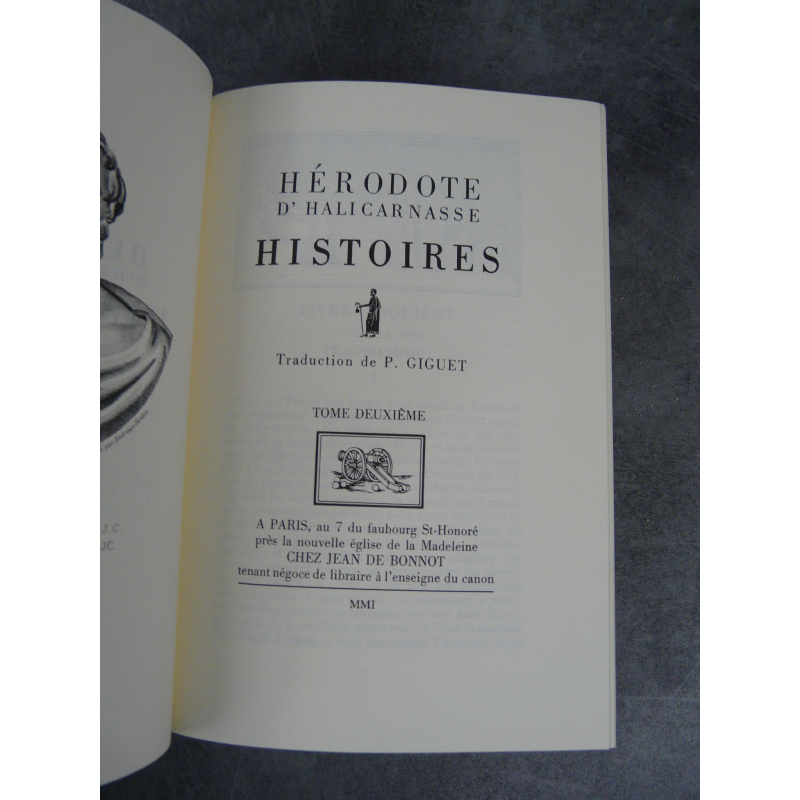 J.C
JC
HÉRODOTE
D' HALICARNASSE
HISTOIRES
Traduction de P. GIGUET
TOME DEUXIÈME
A PARIS, au 7 du faubourg St-Honoré
près la nouvelle église de la Madeleine
CHEZ JEAN DE BONNOT
tenant négoce de libraire à l'enseigne du canon
MMI